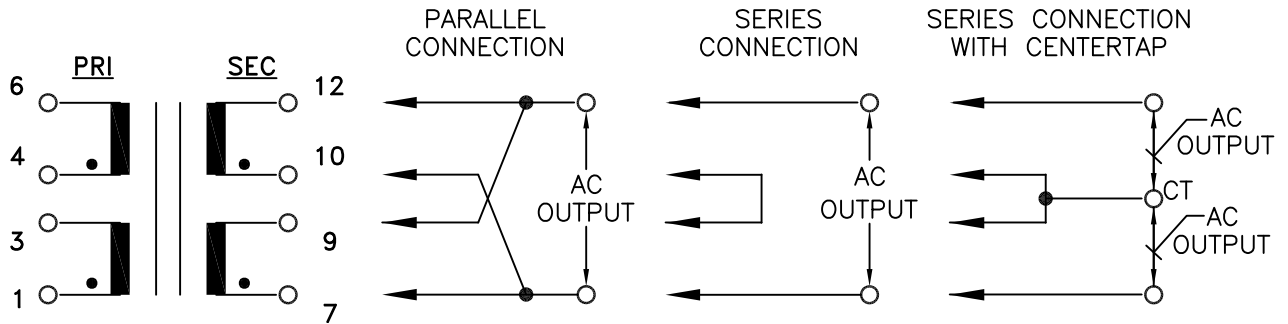 PARALLEL
CONNECTION
SERIES
CONNECTION
SERIES CONNECTION
WITH CENTERTAP
PRI
SEC
6
12
4
10
3
9
1
7
AC
OUTPUT
AC
OUTPUT
AC
OUTPUT
CT
AC
OUTPUT